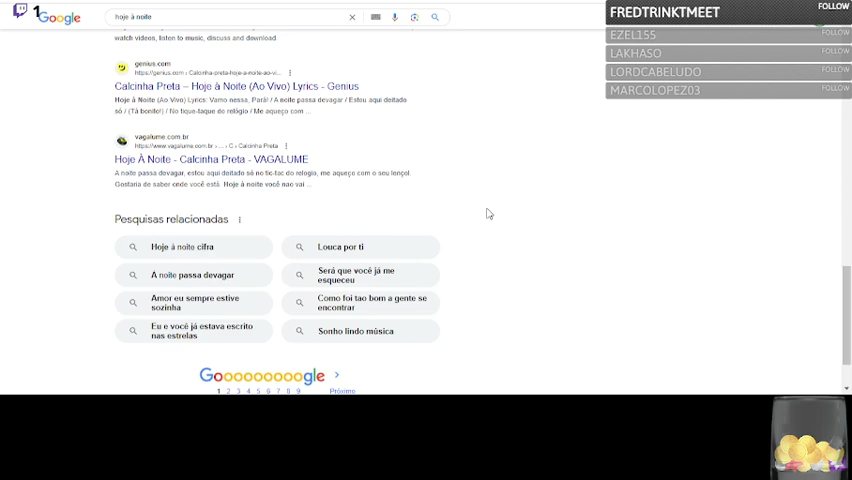 1
Google
hoje à noite
FREDTRINKTMEET
FOLLOW
EZEL155
FOLLOW
LAKHASO
FOLLOW
LORDCABELUDO
FOLLOW
MARCOLOPEZ03
FOLLOW
watch videos, listen to music, discuss and download.
genius.com
https://genius.com › Calcinha-preta-hoje-a-noite-ao-vi...
Calcinha Preta – Hoje à Noite (Ao Vivo) Lyrics - Genius
Hoje à Noite (Ao Vivo) Lyrics: Vamo nessa, Pará! / A noite passa devagar / Estou aqui deitado
só / (Tá bonito!) / No tique-taque do relógio / Me aqueço com ...
vagalume.com.br
https://www.vagalume.com.br › ... › C › Calcinha Preta
Hoje À Noite - Calcinha Preta - VAGALUME
A noite passa devagar, estou aqui deitado só no tic-tac do relogio, me aqueço com o seu lençol.
Gostaria de saber onde você está. Hoje à noite você nao vai ...
Pesquisas relacionadas
Hoje à noite cifra
Louca por ti
A noite passa devagar
Será que você já me
esqueceu
Amor eu sempre estive
sozinha
Como foi tao bom a gente se
encontrar
Eu e você já estava escrito
nas estrelas
Sonho lindo música
Goooooooooogle
1 2 3 4 5 6 7 8 9 Próximo